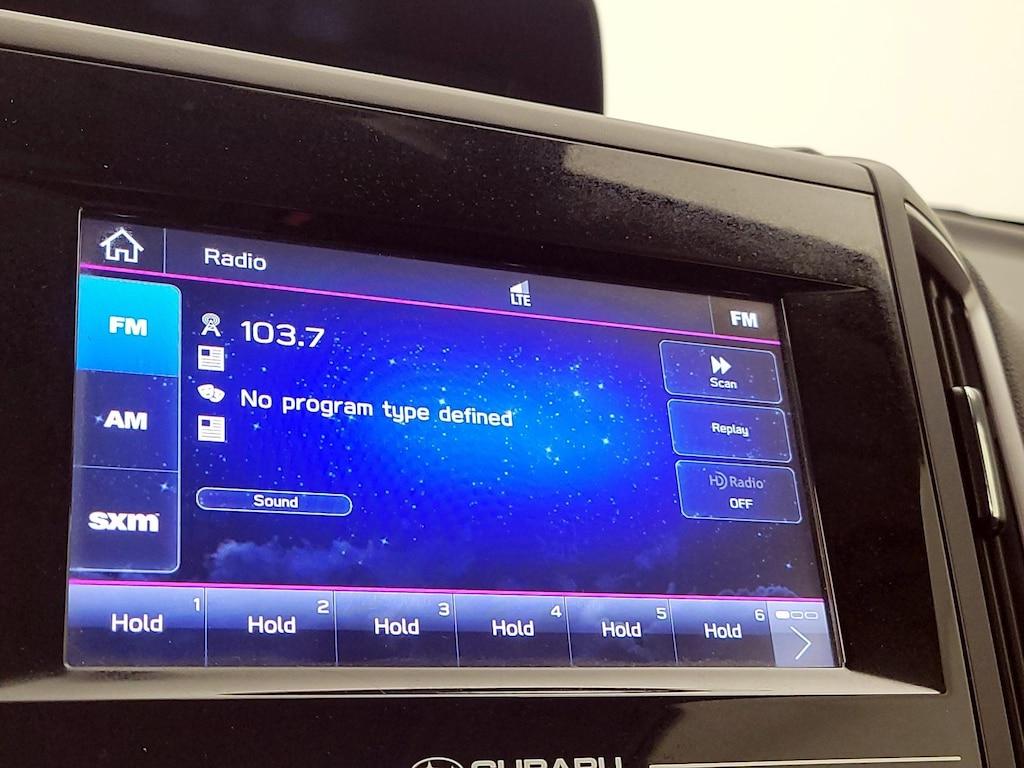 Radio
LTE
FM
FM
103.7
Scan
AM
No program type defined
Replay
HD Radio
OFF
sxm
Sound
Hold 1
Hold 2
Hold 3
Hold 4
Hold 5
Hold 6
SUBARU